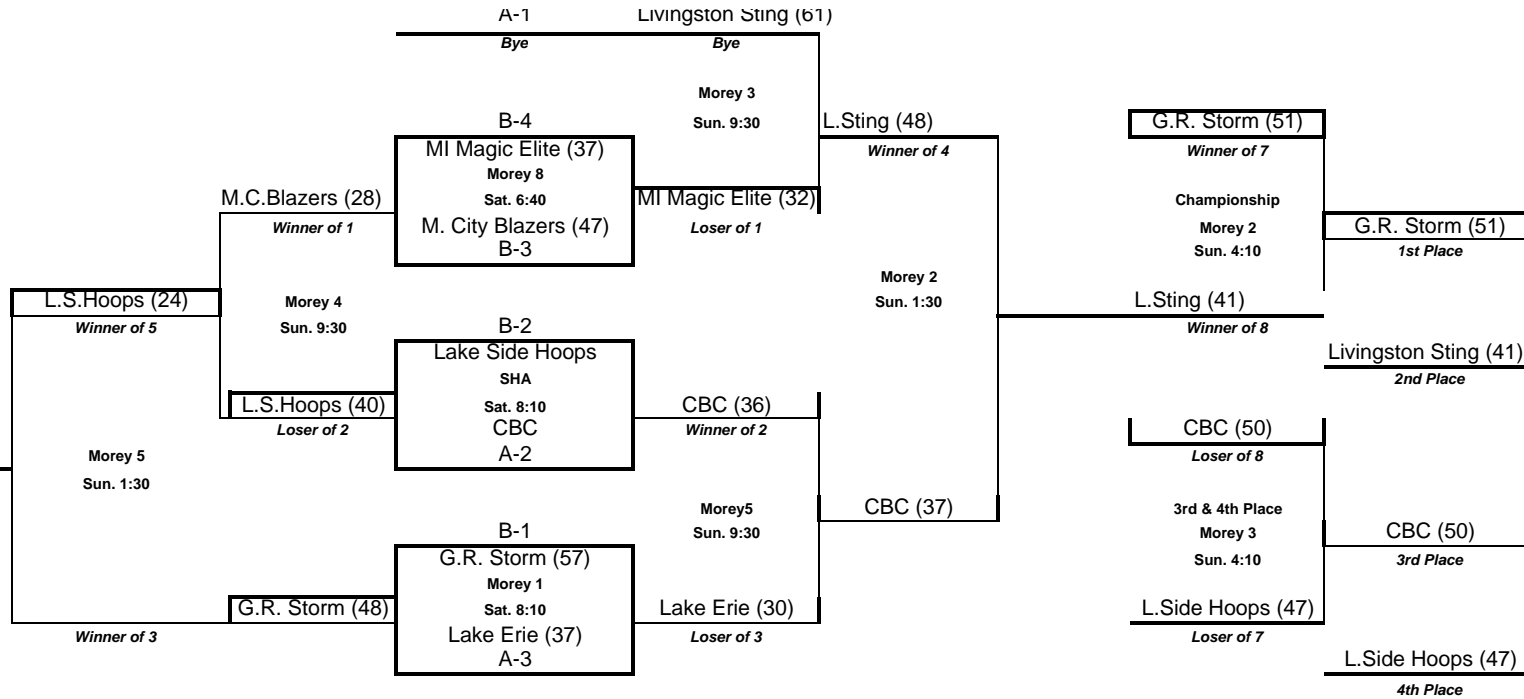 A-1
Livingston Sting (61)
Bye
Bye
Morey 3
Sun. 9:30
B-4
MI Magic Elite (37)
Morey 8
Sat. 6:40
M. City Blazers (47)
B-3
L.Sting (48)
Winner of 4
G.R. Storm (51)
Winner of 7
M.C.Blazers (28)
Winner of 1
MI Magic Elite (32)
Loser of 1
Championship
Morey 2
Sun. 4:10
G.R. Storm (51)
1st Place
L.S.Hoops (24)
Winner of 5
Morey 4
Sun. 9:30
Morey 2
Sun. 1:30
L.Sting (41)
Winner of 8
B-2
Lake Side Hoops
SHA
Sat. 8:10
CBC
A-2
Livingston Sting (41)
2nd Place
L.S.Hoops (40)
Loser of 2
CBC (36)
Winner of 2
CBC (50)
Loser of 8
Morey 5
Sun. 1:30
Morey5
Sun. 9:30
CBC (37)
3rd & 4th Place
Morey 3
Sun. 4:10
CBC (50)
3rd Place
B-1
G.R. Storm (57)
Morey 1
Sat. 8:10
Lake Erie (37)
A-3
G.R. Storm (48)
Winner of 3
Lake Erie (30)
Loser of 3
L.Side Hoops (47)
Loser of 7
L.Side Hoops (47)
4th Place